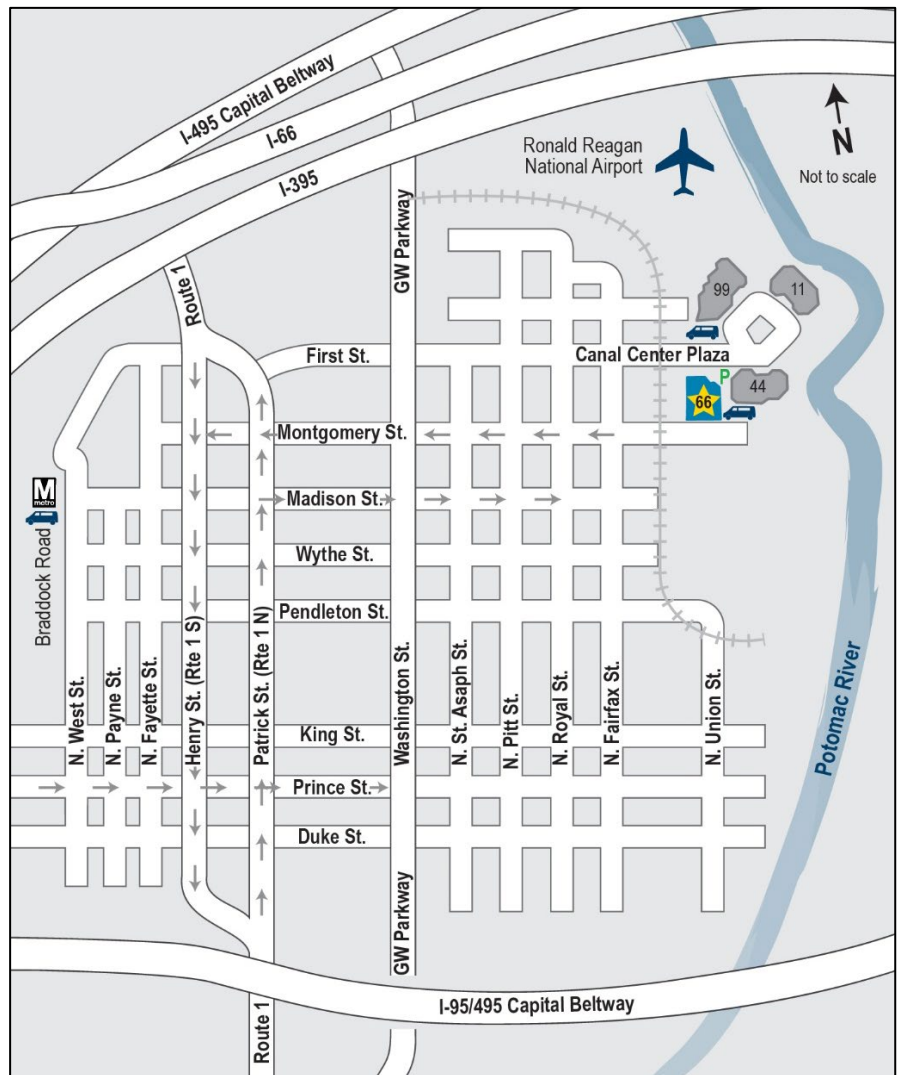 I-495 Capital Beltway
I-66
I-395
Ronald Reagan
National Airport
N
Not to scale
GW Parkway
Route 1
99
11
First St.
Canal Center Plaza
P
66
44
Montgomery St.
M
metro
Madison St.
Braddock Road
Wythe St.
Pendleton St.
N. West St.
N. Payne St.
N. Fayette St.
Henry St. (Rte 1 S)
Patrick St. (Rte 1 N)
Washington St.
N. St. Asaph St.
N. Pitt St.
N. Royal St.
N. Fairfax St.
N. Union St.
Potomac River
King St.
Prince St.
Duke St.
GW Parkway
I-95/495 Capital Beltway
Route 1